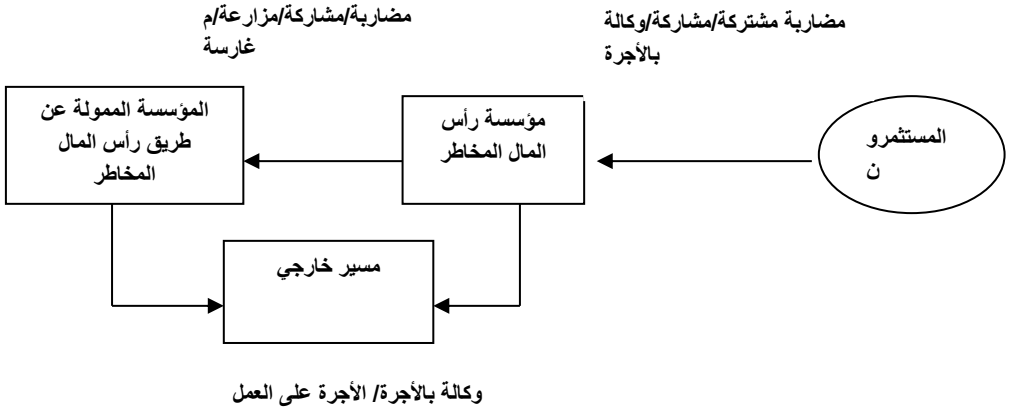 مضاربة مشتركة/مشاركة/وكالة
بالأجرة
مضاربة/مشاركة/مزارعة/م
غارسة
المستثمرو
ن
مؤسسة رأس
المال المخاطر
المؤسسة الممولة عن
طريق رأس المال
المخاطر
مسير خارجي
وكالة بالأجرة/ الأجرة على العمل